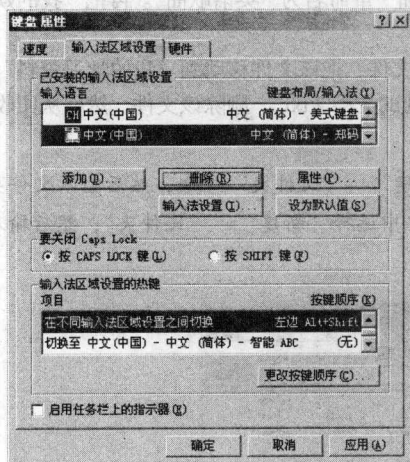 键盘 属性
速度 输入法区域设置 硬件
已安装的输入法区域设置
输入语言 键盘布局/输入法(Y)
CH 中文(中国) 中文 (简体) - 美式键盘
中文(中国) 中文 (简体) - 郑码
添加(D)... 删除(R) 属性(P)...
输入法设置(I)... 设为默认值(S)
要关闭 Caps Lock
按 CAPS LOCK 键(L) 按 SHIFT 键(F)
输入法区域设置的热键
项目 按键顺序(K)
在不同输入法区域设置之间切换 左边 Alt+Shift
切换至 中文(中国) - 中文 (简体) - 智能 ABC (无)
更改按键顺序(C)...
启用任务栏上的指示器(E)
确定 取消 应用(A)